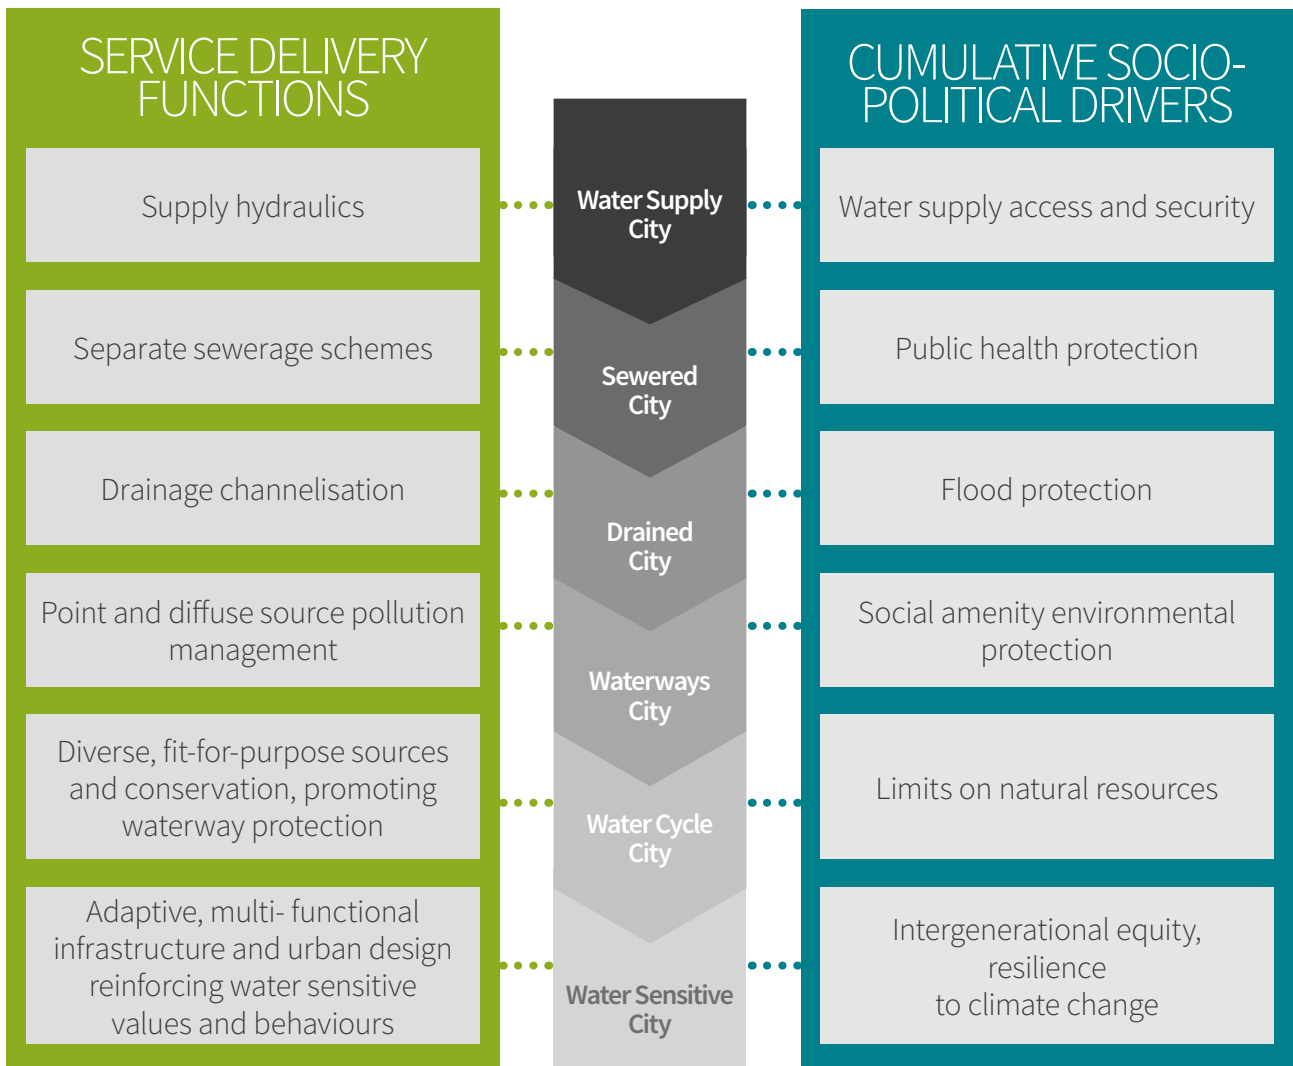 SERVICE DELIVERY
FUNCTIONS
CUMULATIVE SOCIO-
POLITICAL DRIVERS
Supply hydraulics
Water Supply
City
Water supply access and security
Separate sewerage schemes
Sewered
City
Public health protection
Drainage channelisation
Drained
City
Flood protection
Point and diffuse source pollution
management
Waterways
City
Social amenity environmental
protection
Diverse, fit-for-purpose sources
and conservation, promoting
waterway protection
Water Cycle
City
Limits on natural resources
Adaptive, multi- functional
infrastructure and urban design
reinforcing water sensitive
values and behaviours
Water Sensitive
City
Intergenerational equity,
resilience
to climate change